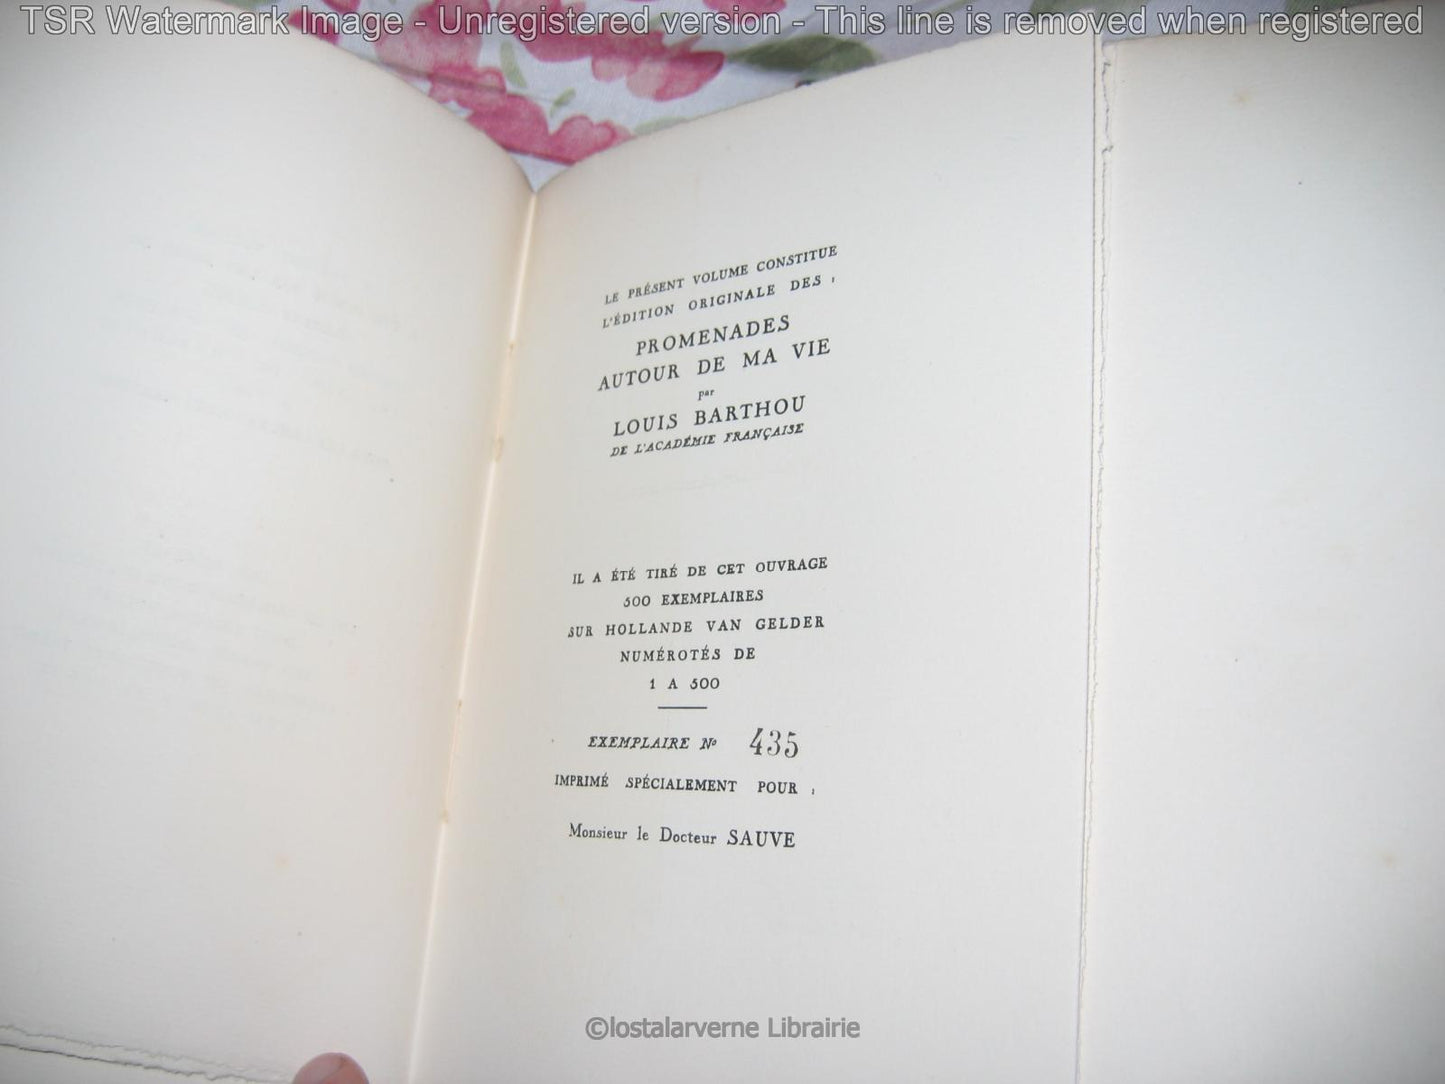 TSR Watermark Image - Unregistered version - This line is removed when registered
LE PRÉSENT VOLUME CONSTITUE
L'ÉDITION ORIGINALE DES :
PROMENADES
AUTOUR DE MA VIE
par
LOUIS BARTHOU
DE L'ACADÉMIE FRANÇAISE
IL A ÉTÉ TIRÉ DE CET OUVRAGE
500 EXEMPLAIRES
SUR HOLLANDE VAN GELDER
NUMÉROTÉS DE
1 A 500
EXEMPLAIRE Nº 435
IMPRIMÉ SPÉCIALEMENT POUR :
Monsieur le Docteur SAUVE
©lostalarverne Librairie